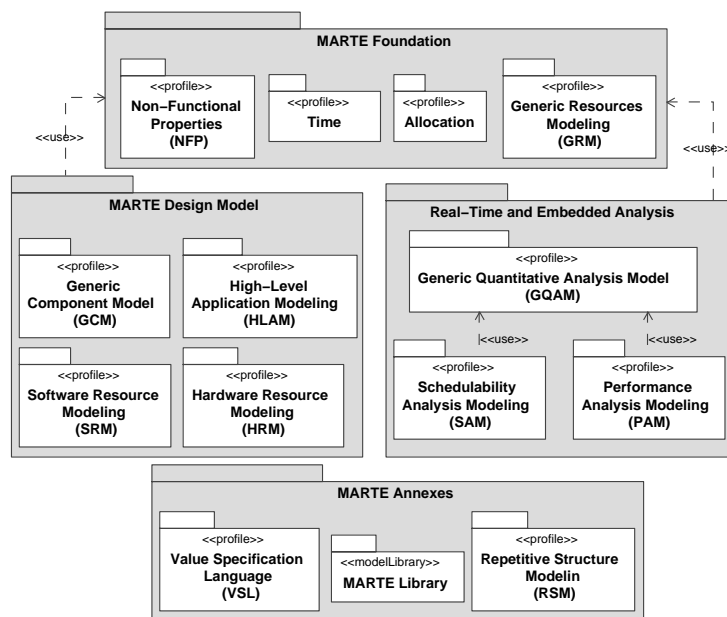 MARTE Foundation
<<profile>>
Non–Functional
Properties
(NFP)
<<profile>>
Time
<<profile>>
Allocation
<<profile>>
Generic Resources
Modeling
(GRM)
<<use>>
<<use>>
MARTE Design Model
<<profile>>
Generic
Component Model
(GCM)
<<profile>>
High–Level
Application Modeling
(HLAM)
<<profile>>
Software Resource
Modeling
(SRM)
<<profile>>
Hardware Resource
Modeling
(HRM)
Real–Time and Embedded Analysis
<<profile>>
Generic Quantitative Analysis Model
(GQAM)
<<use>>
<<use>>
<<profile>>
Schedulability
Analysis Modeling
(SAM)
<<profile>>
Performance
Analysis Modeling
(PAM)
MARTE Annexes
<<profile>>
Value Specification
Language
(VSL)
<<modelLibrary>>
MARTE Library
<<profile>>
Repetitive Structure
Modelin
(RSM)